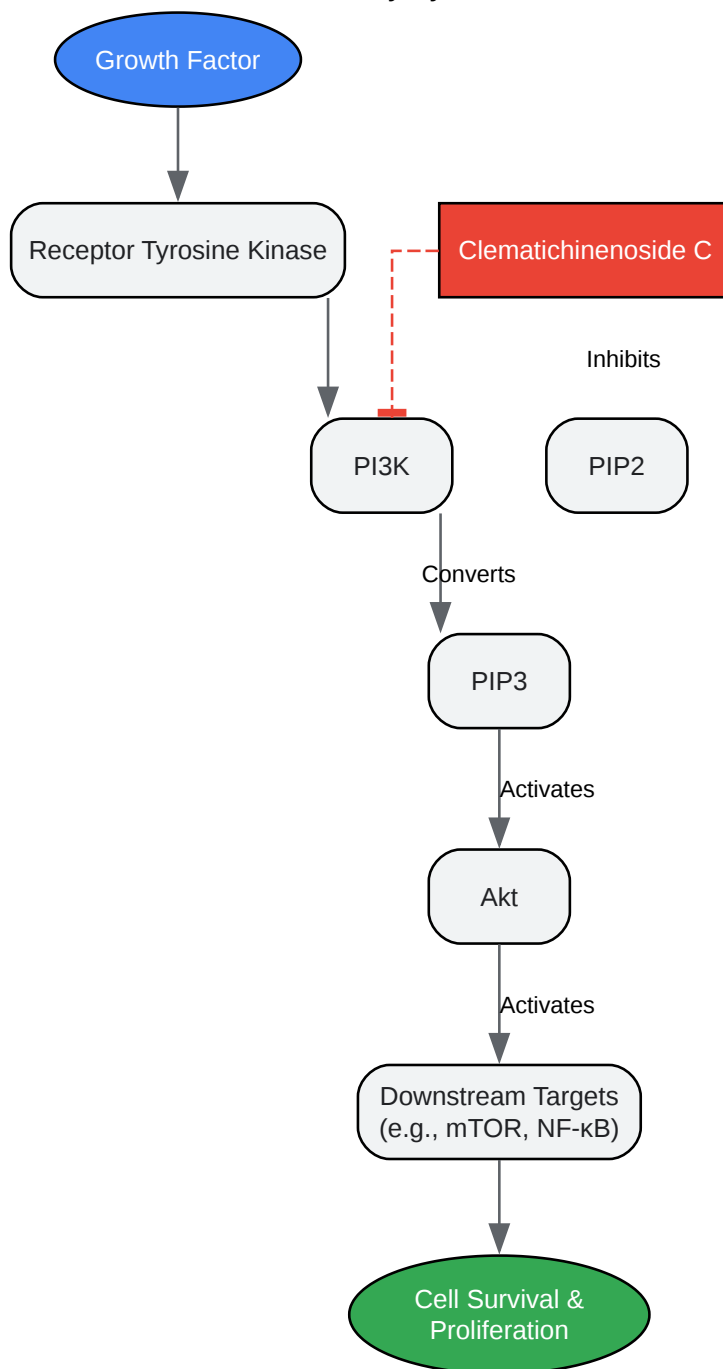 Growth Factor
Receptor Tyrosine Kinase
Clematichinenoside C
Inhibits
PI3K
PIP2
Converts
PIP3
Activates
Akt
Activates
Downstream Targets
(e.g., mTOR, NF-κB)
Cell Survival &
Proliferation